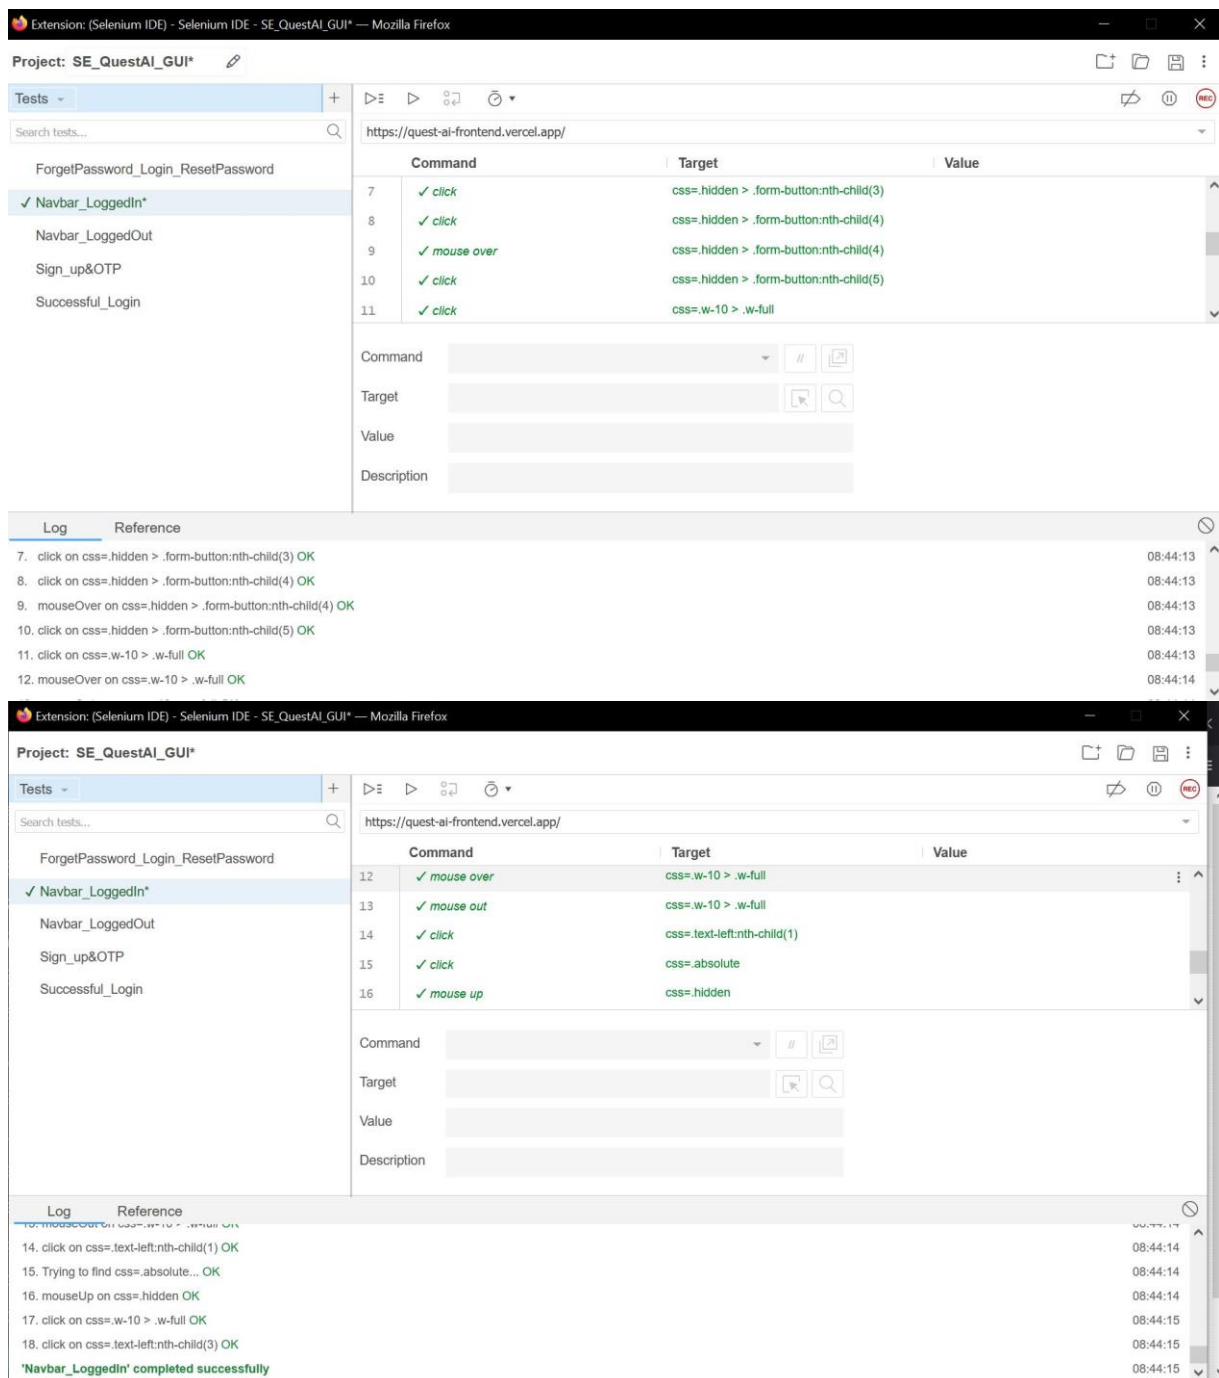 Extension: (Selenium IDE) - Selenium IDE - SE_QuestAI_GUI* — Mozilla Firefox
Project: SE_QuestAI_GUI*
Tests
Search tests...
https://quest-ai-frontend.vercel.app/
REC
Command Target Value
ForgetPassword_Login_ResetPassword
✓ Navbar_LoggedIn*
Navbar_LoggedOut
Sign_up&OTP
Successful_Login
7 ✓ click css=.hidden > .form-button:nth-child(3)
8 ✓ click css=.hidden > .form-button:nth-child(4)
9 ✓ mouse over css=.hidden > .form-button:nth-child(4)
10 ✓ click css=.hidden > .form-button:nth-child(5)
11 ✓ click css=.w-10 > .w-full
Command //
Target
Value
Description
Log Reference
7. click on css=.hidden > .form-button:nth-child(3) OK 08:44:13
8. click on css=.hidden > .form-button:nth-child(4) OK 08:44:13
9. mouseOver on css=.hidden > .form-button:nth-child(4) OK 08:44:13
10. click on css=.hidden > .form-button:nth-child(5) OK 08:44:13
11. click on css=.w-10 > .w-full OK 08:44:13
12. mouseOver on css=.w-10 > .w-full OK 08:44:14
Extension: (Selenium IDE) - Selenium IDE - SE_QuestAI_GUI* — Mozilla Firefox
Project: SE_QuestAI_GUI*
Tests
Search tests...
https://quest-ai-frontend.vercel.app/
REC
Command Target Value
ForgetPassword_Login_ResetPassword
✓ Navbar_LoggedIn*
Navbar_LoggedOut
Sign_up&OTP
Successful_Login
12 ✓ mouse over css=.w-10 > .w-full
13 ✓ mouse out css=.w-10 > .w-full
14 ✓ click css=.text-left:nth-child(1)
15 ✓ click css=.absolute
16 ✓ mouse up css=.hidden
Command //
Target
Value
Description
Log Reference
13. mouseOut on css=.w-10 > .w-full OK 08:44:14
14. click on css=.text-left:nth-child(1) OK 08:44:14
15. Trying to find css=.absolute... OK 08:44:14
16. mouseUp on css=.hidden OK 08:44:14
17. click on css=.w-10 > .w-full OK 08:44:15
18. click on css=.text-left:nth-child(3) OK 08:44:15
'Navbar_LoggedIn' completed successfully 08:44:15